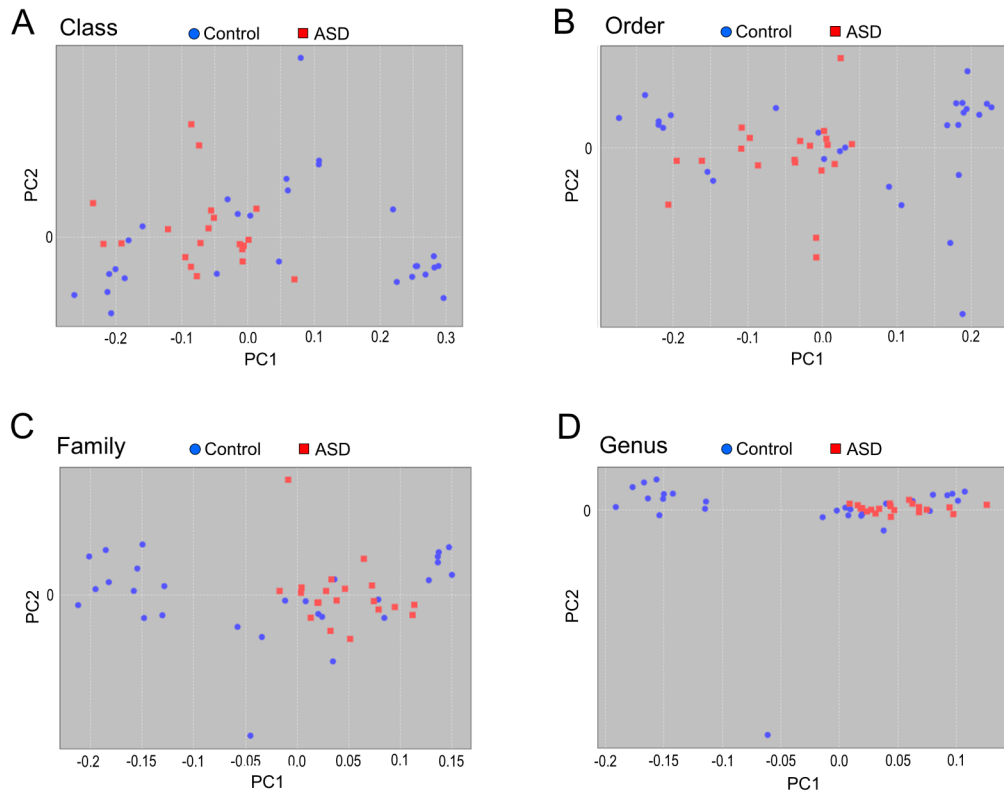 A Class
Control ASD
PC2
0
-0.2 -0.1 0.0 0.1 0.2 0.3
PC1
B Order
Control ASD
PC2
0
-0.2 -0.1 0.0 0.1 0.2
PC1
C Family
Control ASD
PC2
0
-0.2 -0.15 -0.1 -0.05 0.0 0.05 0.1 0.15
PC1
D Genus
Control ASD
PC2
0
-0.2 -0.1 -0.1 0.0 0.0 0.05 0.1
PC1